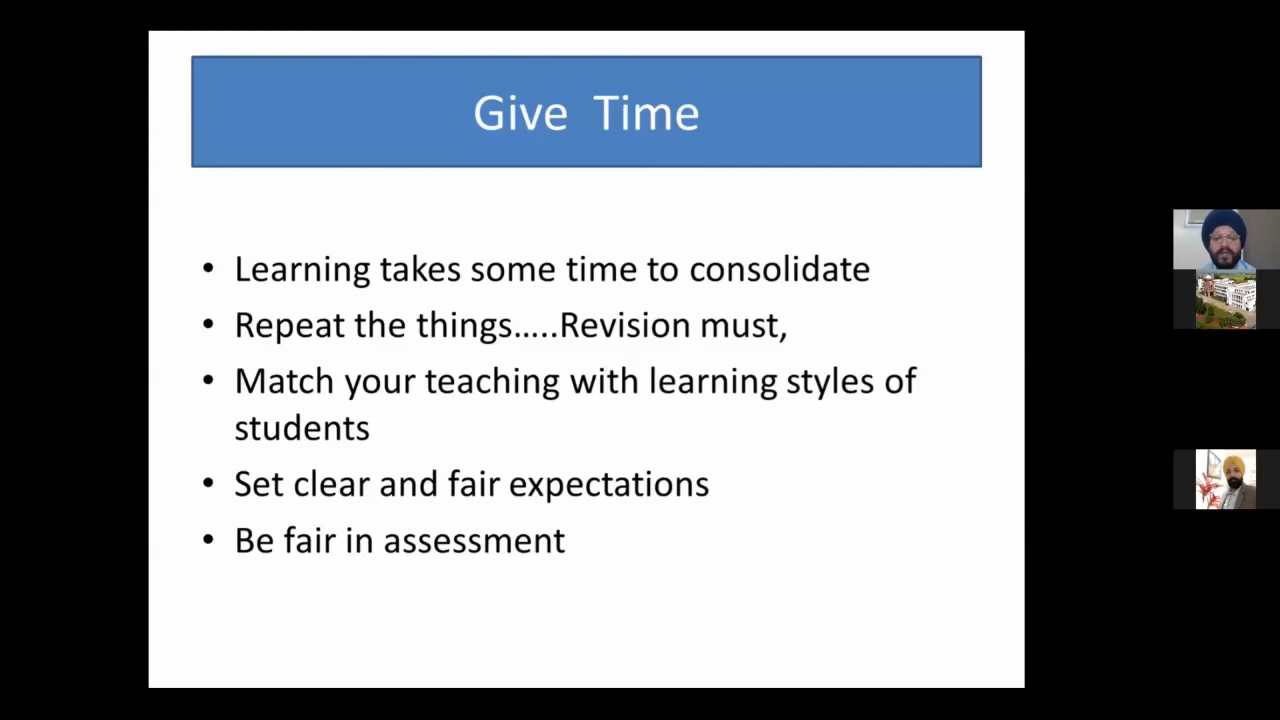 Give Time
• Learning takes some time to consolidate
• Repeat the things.....Revision must,
• Match your teaching with learning styles of
students
• Set clear and fair expectations
• Be fair in assessment